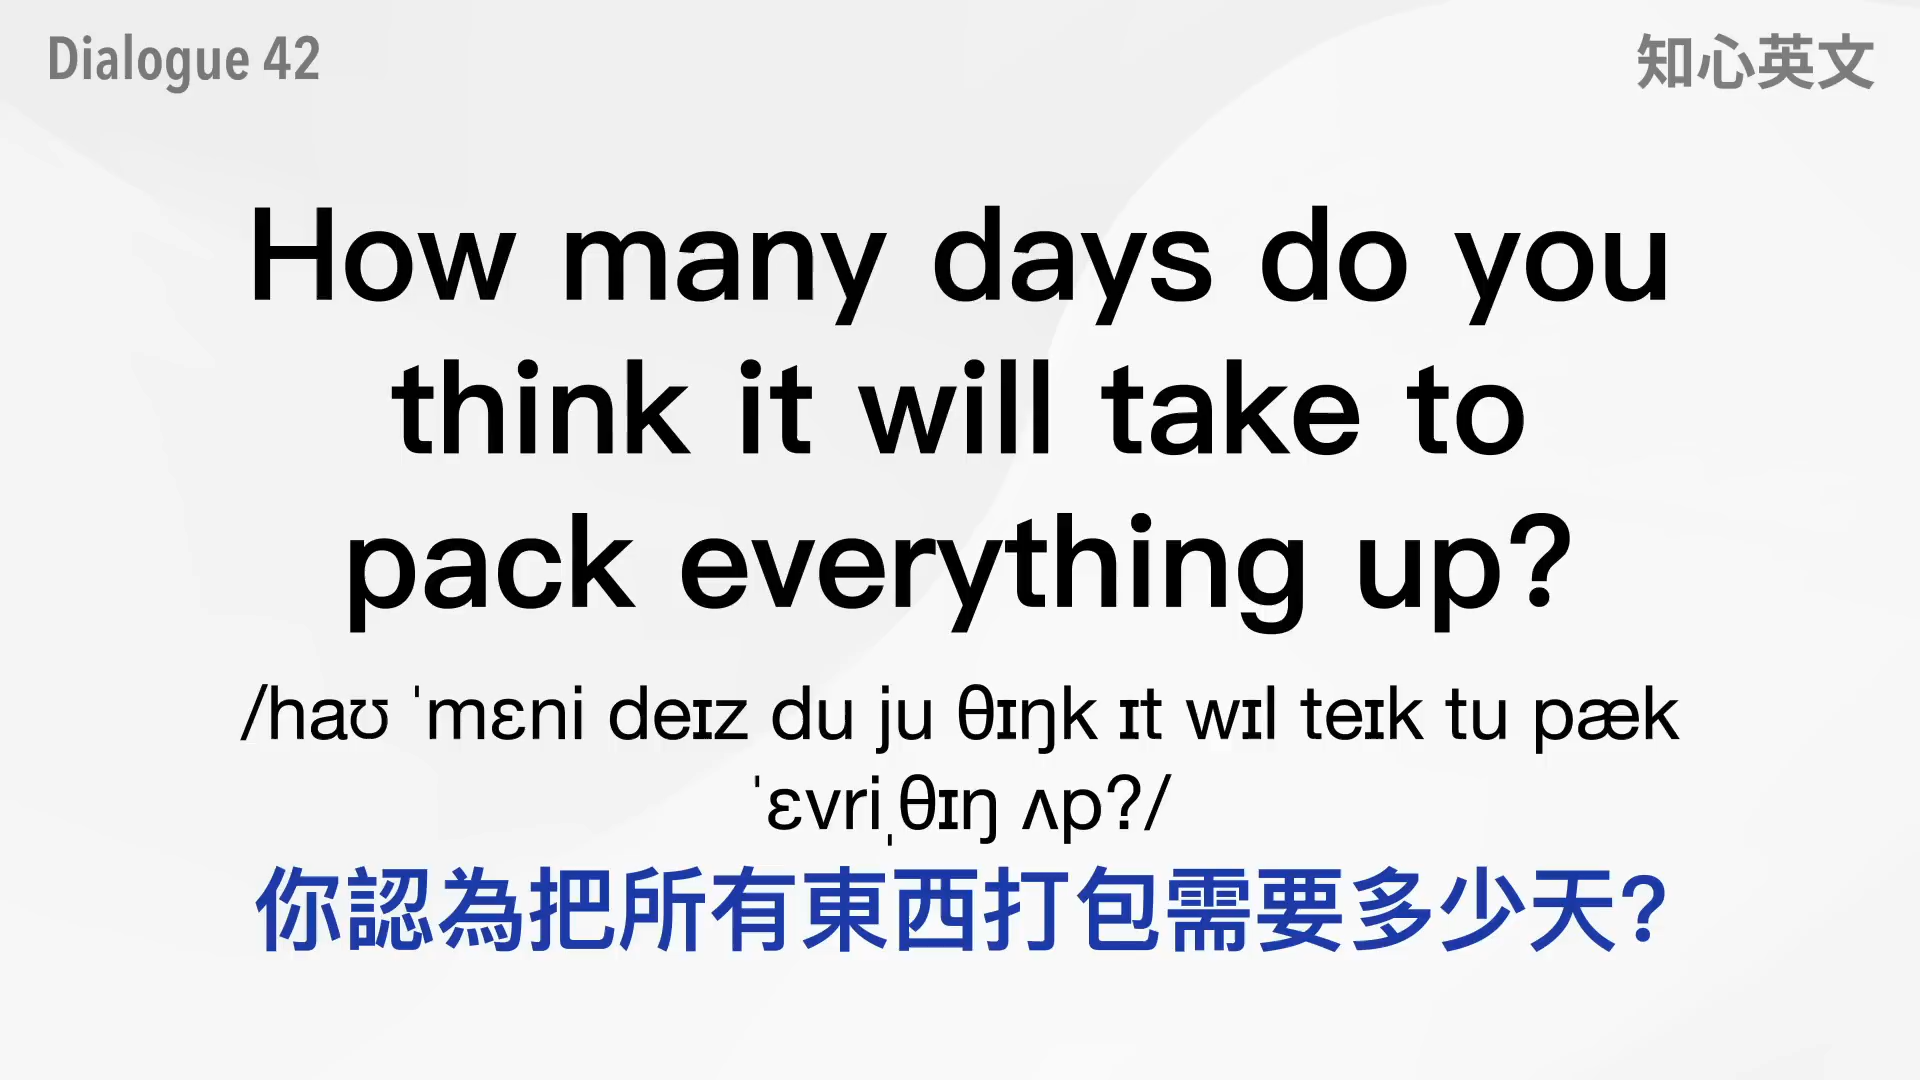 Dialogue 42
知心英文
How many days do you
think it will take to
pack everything up?
/haʊ ˈmɛni deɪz du ju θɪŋk ɪt wɪl teɪk tu pæk
ˈɛvriˌθɪŋ ʌp?/
你認為把所有東西打包需要多少天?